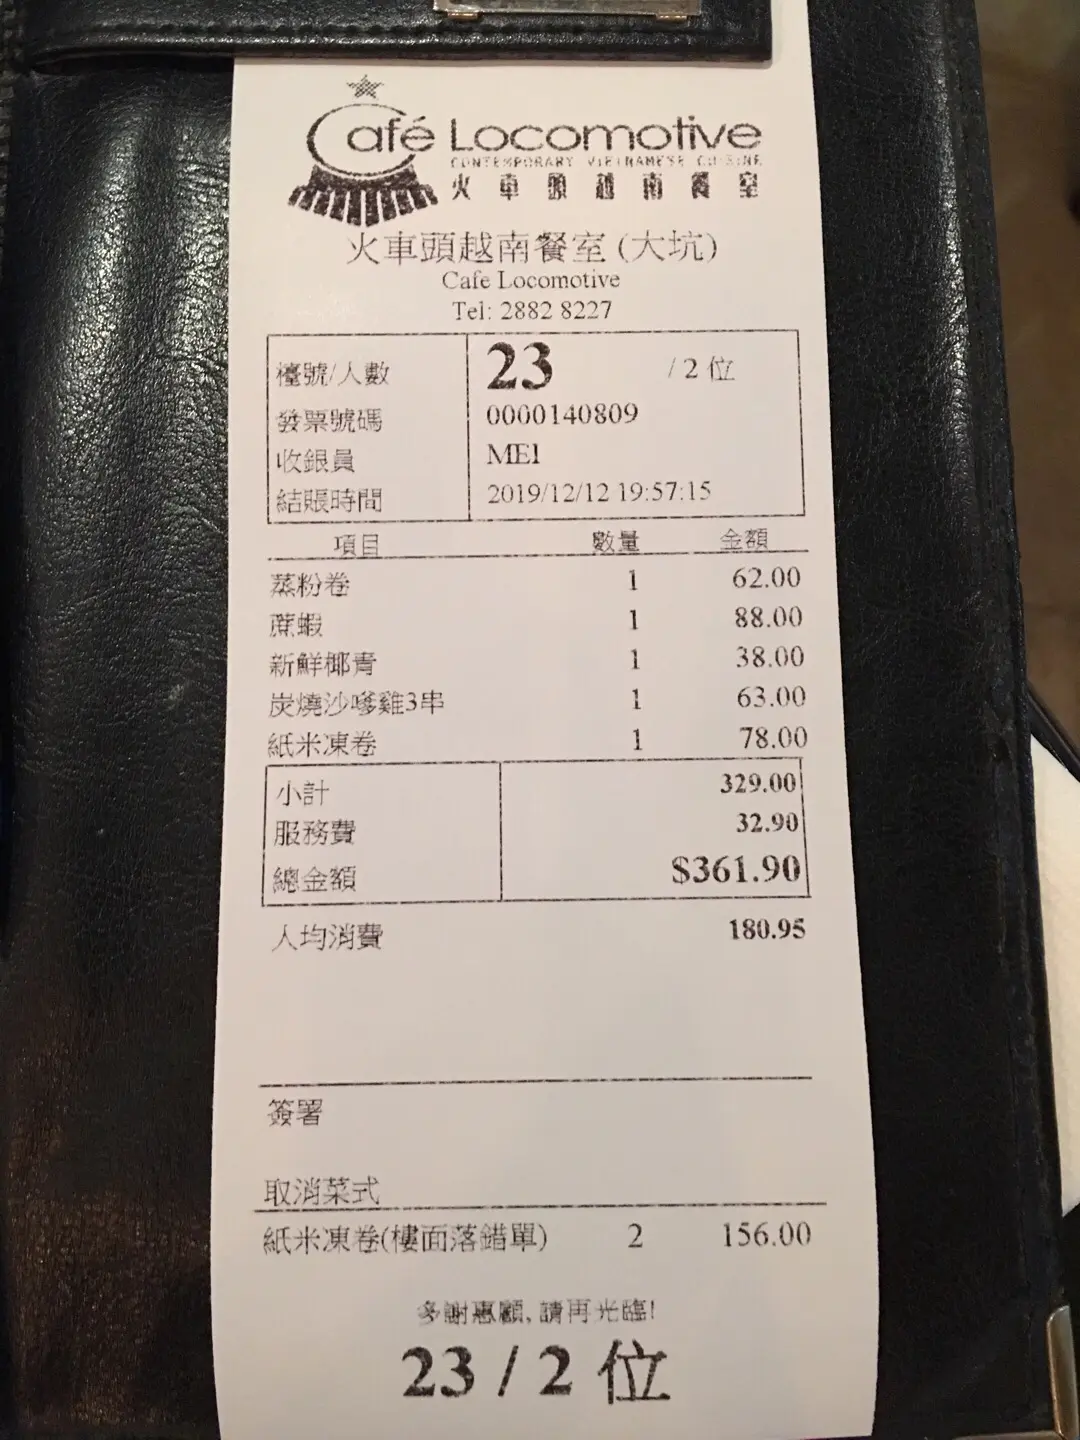 Café Locomotive
CONTEMPORARY VIETNAMESE CUISINE
火車頭越南餐室
火車頭越南餐室 (大坑)
Cafe Locomotive
Tel: 2882 8227
檯號/人數 23 / 2 位
發票號碼 0000140809
收銀員 MEI
結賬時間 2019/12/12 19:57:15
項目 數量 金額
蒸粉卷 1 62.00
蔗蝦 1 88.00
新鮮椰青 1 38.00
炭燒沙嗲雞3串 1 63.00
紙米凍卷 1 78.00
小計 329.00
服務費 32.90
總金額 $361.90
人均消費 180.95
簽署
取消菜式
紙米凍卷(樓面落錯單) 2 156.00
多謝惠顧, 請再光臨!
23 / 2 位